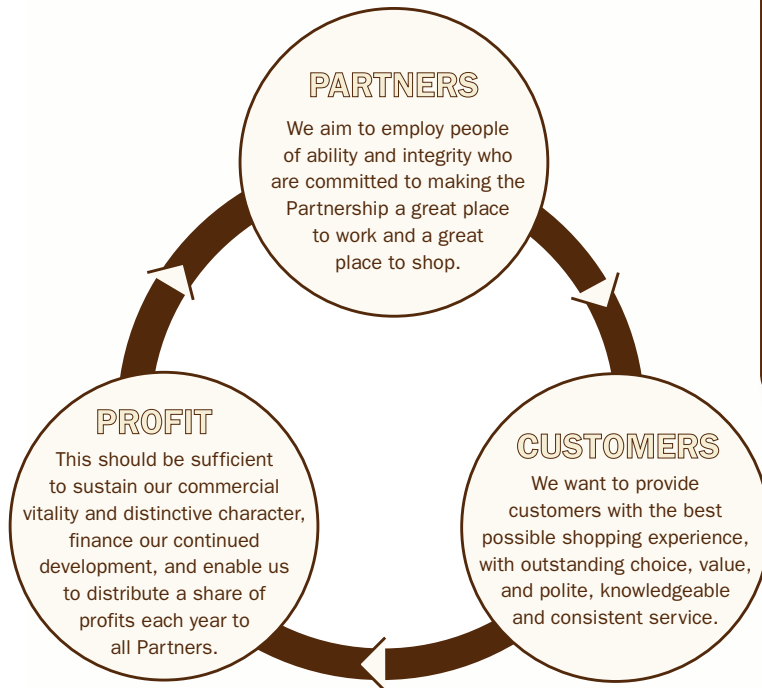 PARTNERS
We aim to employ people
of ability and integrity who
are committed to making the
Partnership a great place
to work and a great
place to shop.
PROFIT
This should be sufficient
to sustain our commercial
vitality and distinctive character,
finance our continued
development, and enable us
to distribute a share of
profits each year to
all Partners.
CUSTOMERS
We want to provide
customers with the best
possible shopping experience,
with outstanding choice, value,
and polite, knowledgeable
and consistent service.